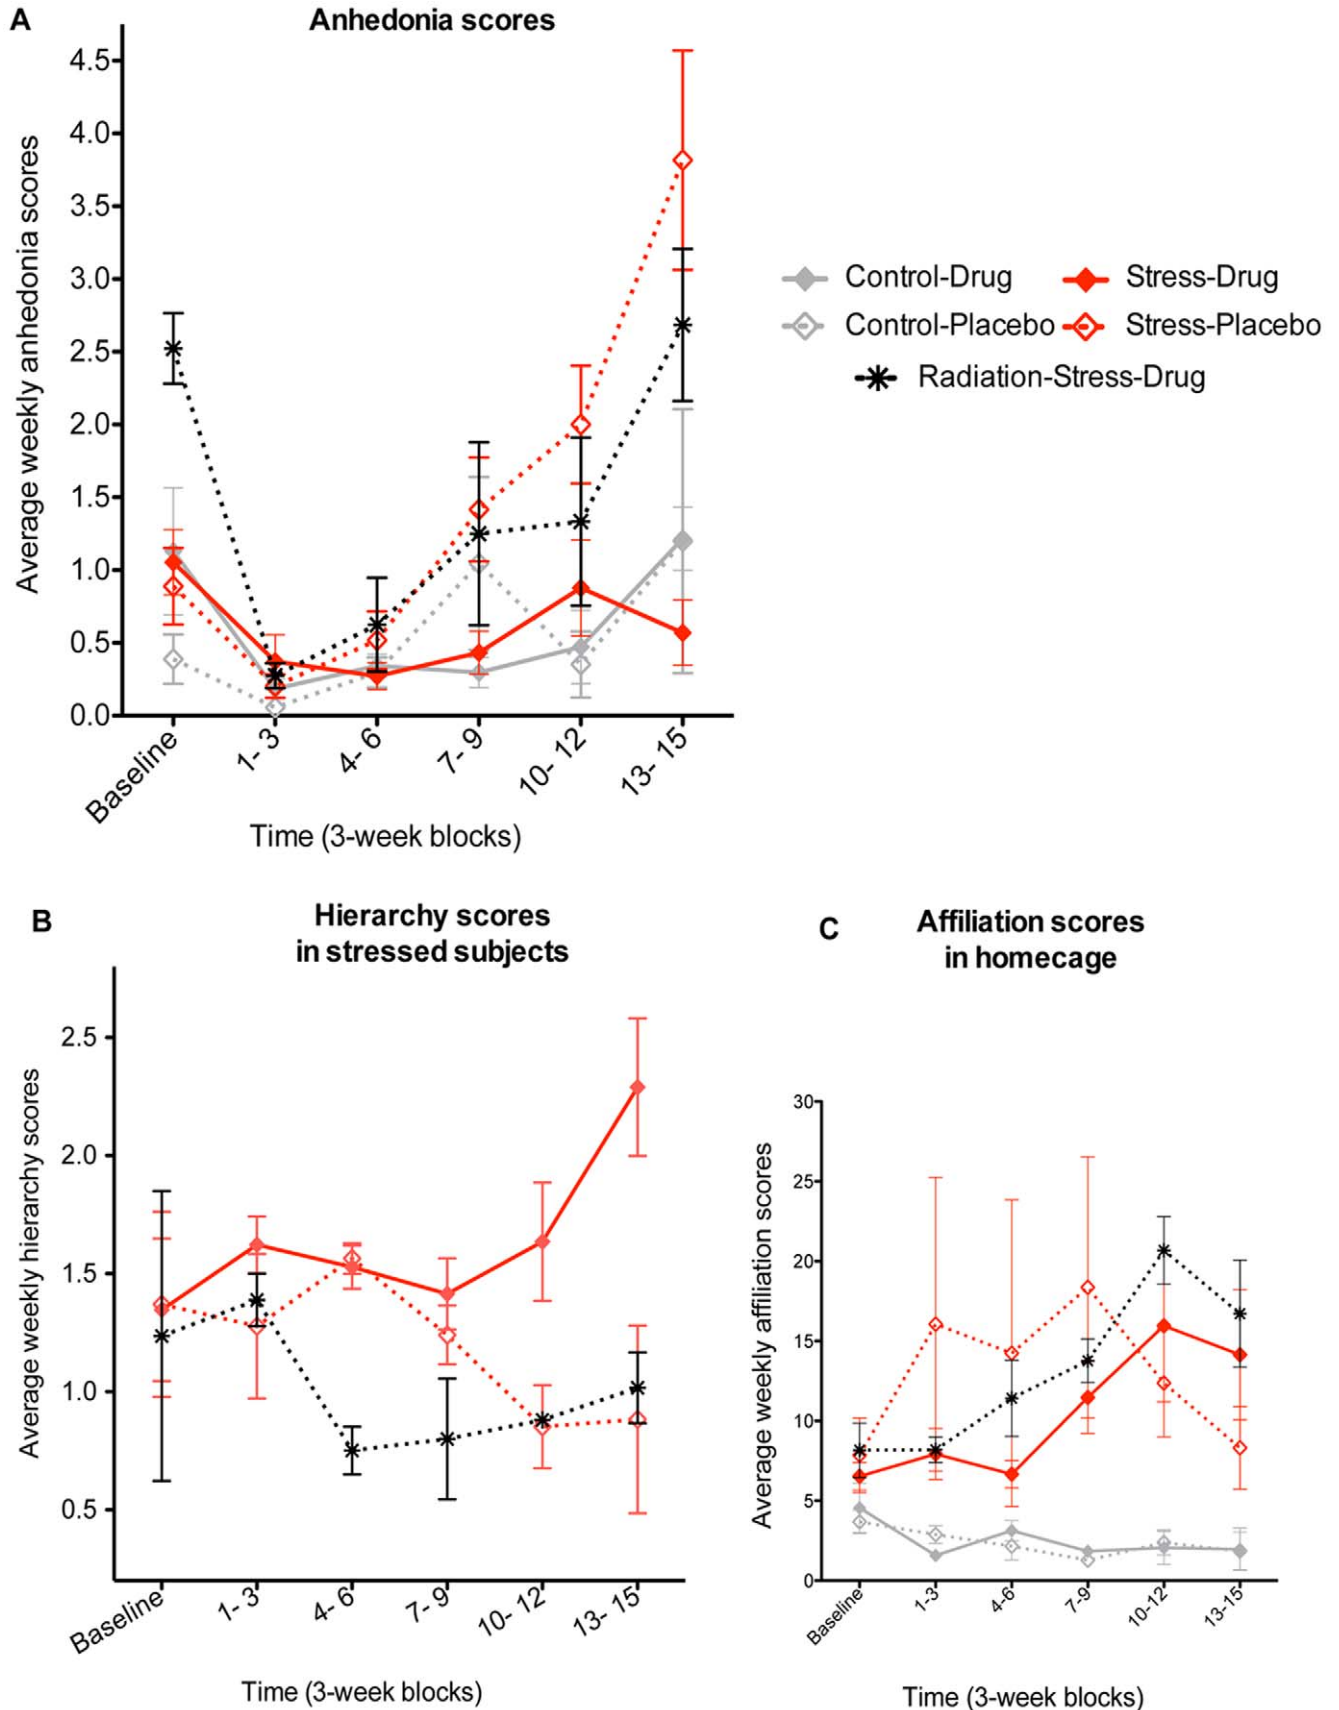 A
Anhedonia scores
Average weekly anhedonia scores
4.5
4.0
3.5
3.0
2.5
2.0
1.5
1.0
0.5
0.0
Baseline
1- 3
4- 6
7- 9
10- 12
13- 15
Time (3-week blocks)
Control-Drug
Stress-Drug
Control-Placebo
Stress-Placebo
Radiation-Stress-Drug
B
Hierarchy scores
in stressed subjects
Average weekly hierarchy scores
2.5
2.0
1.5
1.0
0.5
Baseline
1- 3
4- 6
7- 9
10- 12
13- 15
Time (3-week blocks)
C
Affiliation scores
in homecage
Average weekly affiliation scores
30
25
20
15
10
5
0
Baseline
1-3
4-6
7-9
10-12
13-15
Time (3-week blocks)